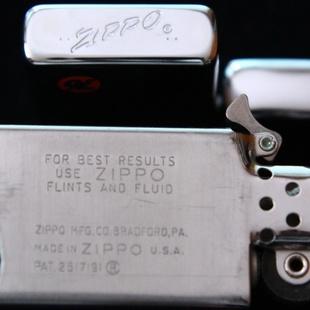 ..ZIPPO®..
FOR BEST RESULTS
USE ZIPPO
FLINTS AND FLUID
ZIPPO MFG. CO. BRADFORD, PA.
MADE IN ZIPPO U.S.A.
PAT. 2517191 ®